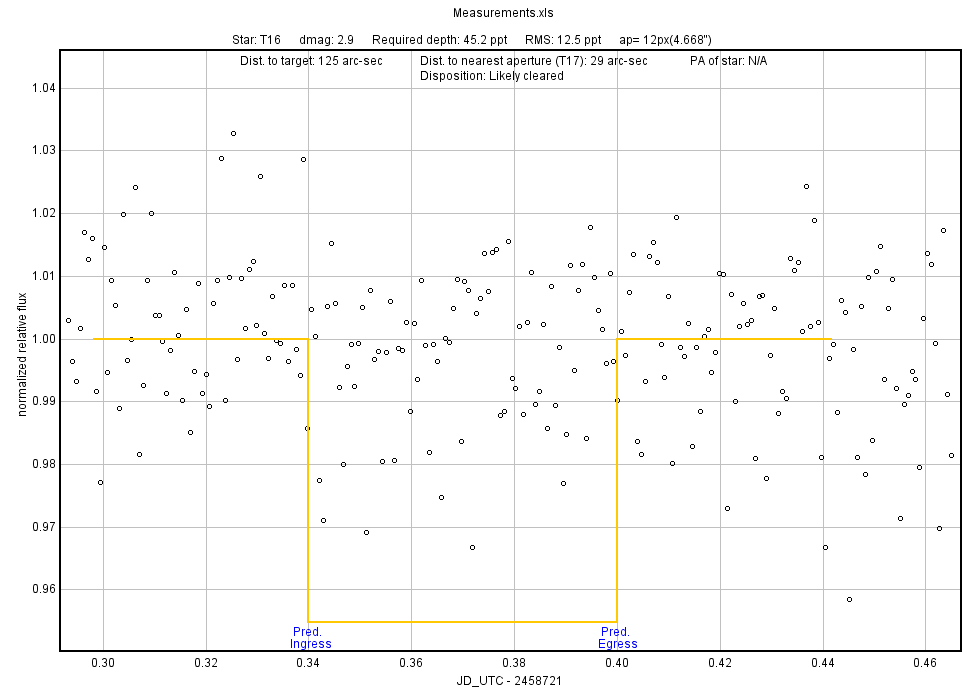 Measurements.xls
Star: T16 dmag: 2.9 Required depth: 45.2 ppt RMS: 12.5 ppt ap= 12px(4.668")
Dist. to target: 125 arc-sec Dist. to nearest aperture (T17): 29 arc-sec PA of star: N/A
Disposition: Likely cleared
normalized relative flux
1.04
1.03
1.02
1.01
1.00
0.99
0.98
0.97
0.96
Pred. Pred.
Ingress Egress
0.30 0.32 0.34 0.36 0.38 0.40 0.42 0.44 0.46
JD_UTC - 2458721